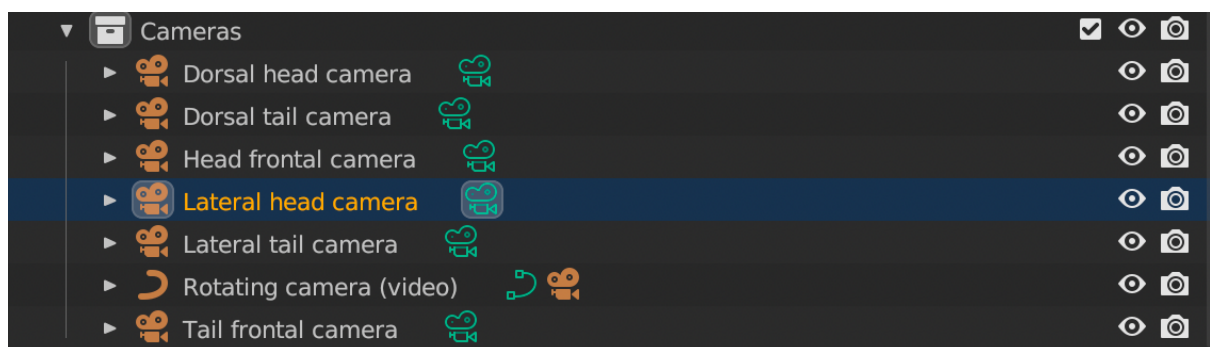 Cameras
Dorsal head camera
Dorsal tail camera
Head frontal camera
Lateral head camera
Lateral tail camera
Rotating camera (video)
Tail frontal camera